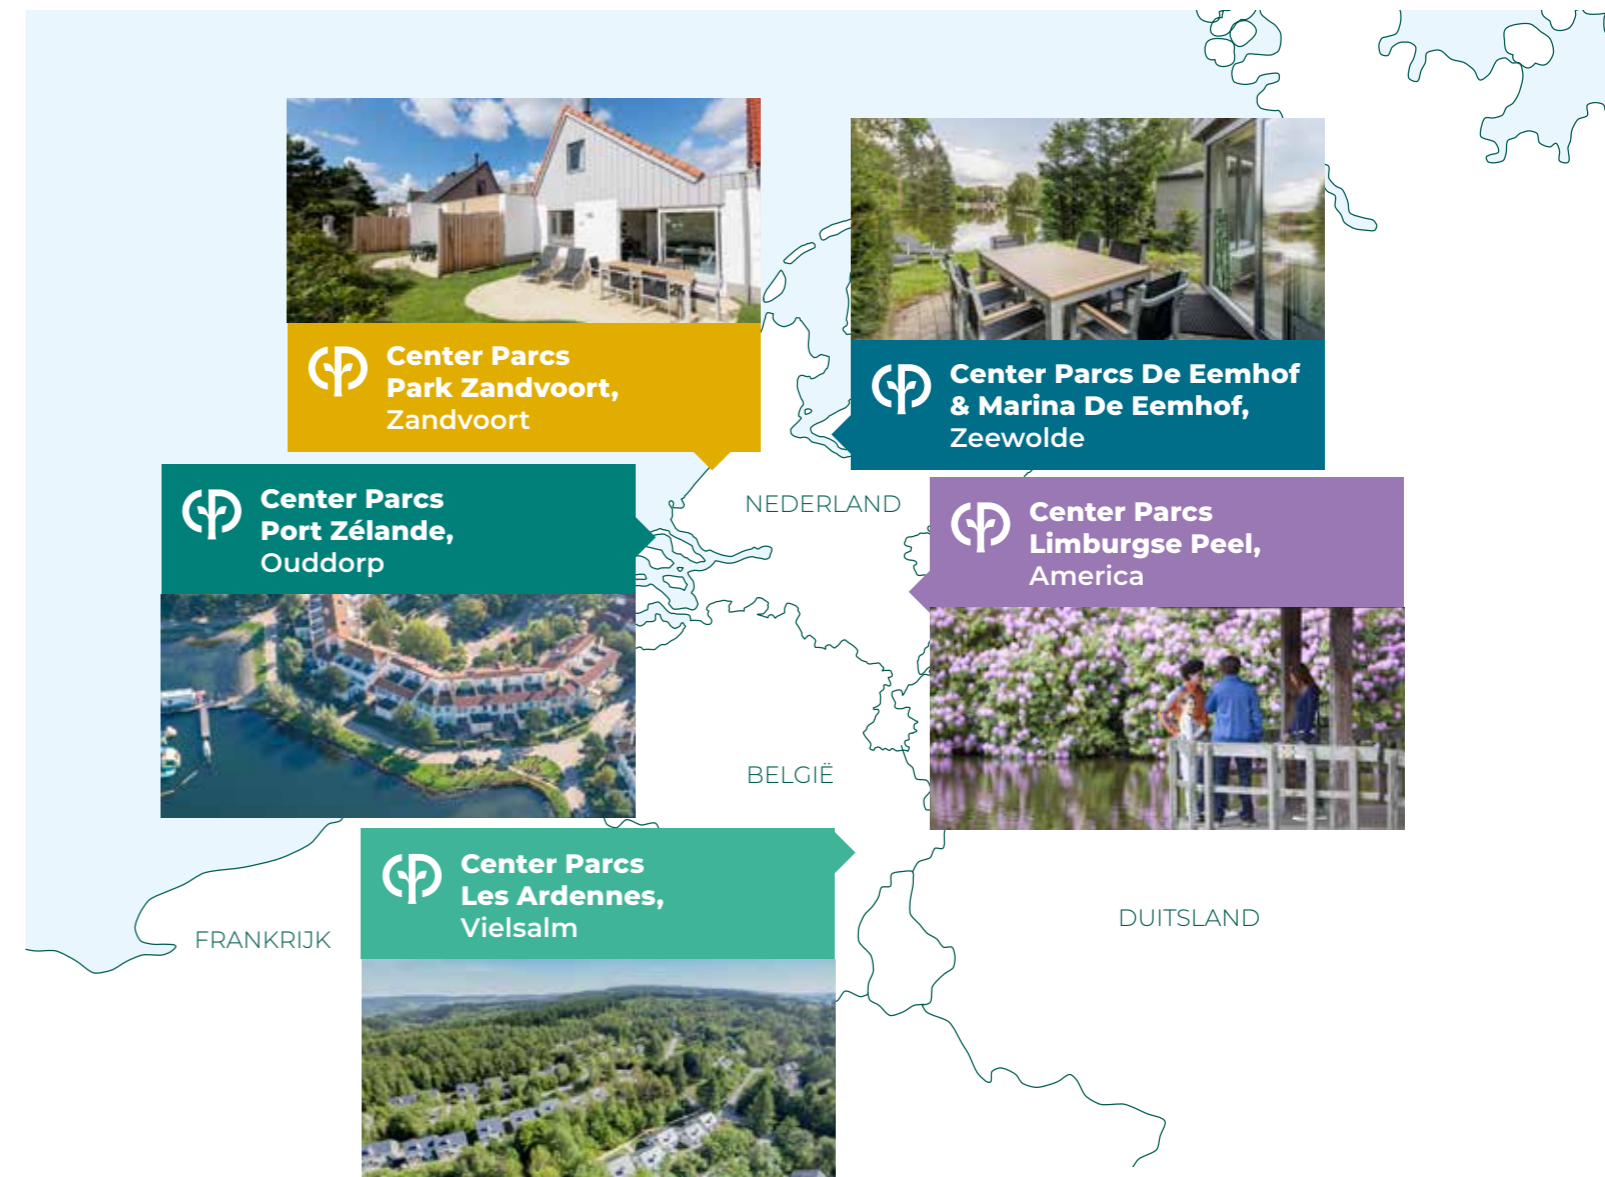 Center Parcs
Park Zandvoort,
Zandvoort
Center Parcs De Eemhof
& Marina De Eemhof,
Zeewolde
Center Parcs
Port Zélande,
Ouddorp
NEDERLAND
Center Parcs
Limburgse Peel,
America
BELGIË
Center Parcs
Les Ardennes,
Vielsalm
FRANKRIJK
DUITSLAND